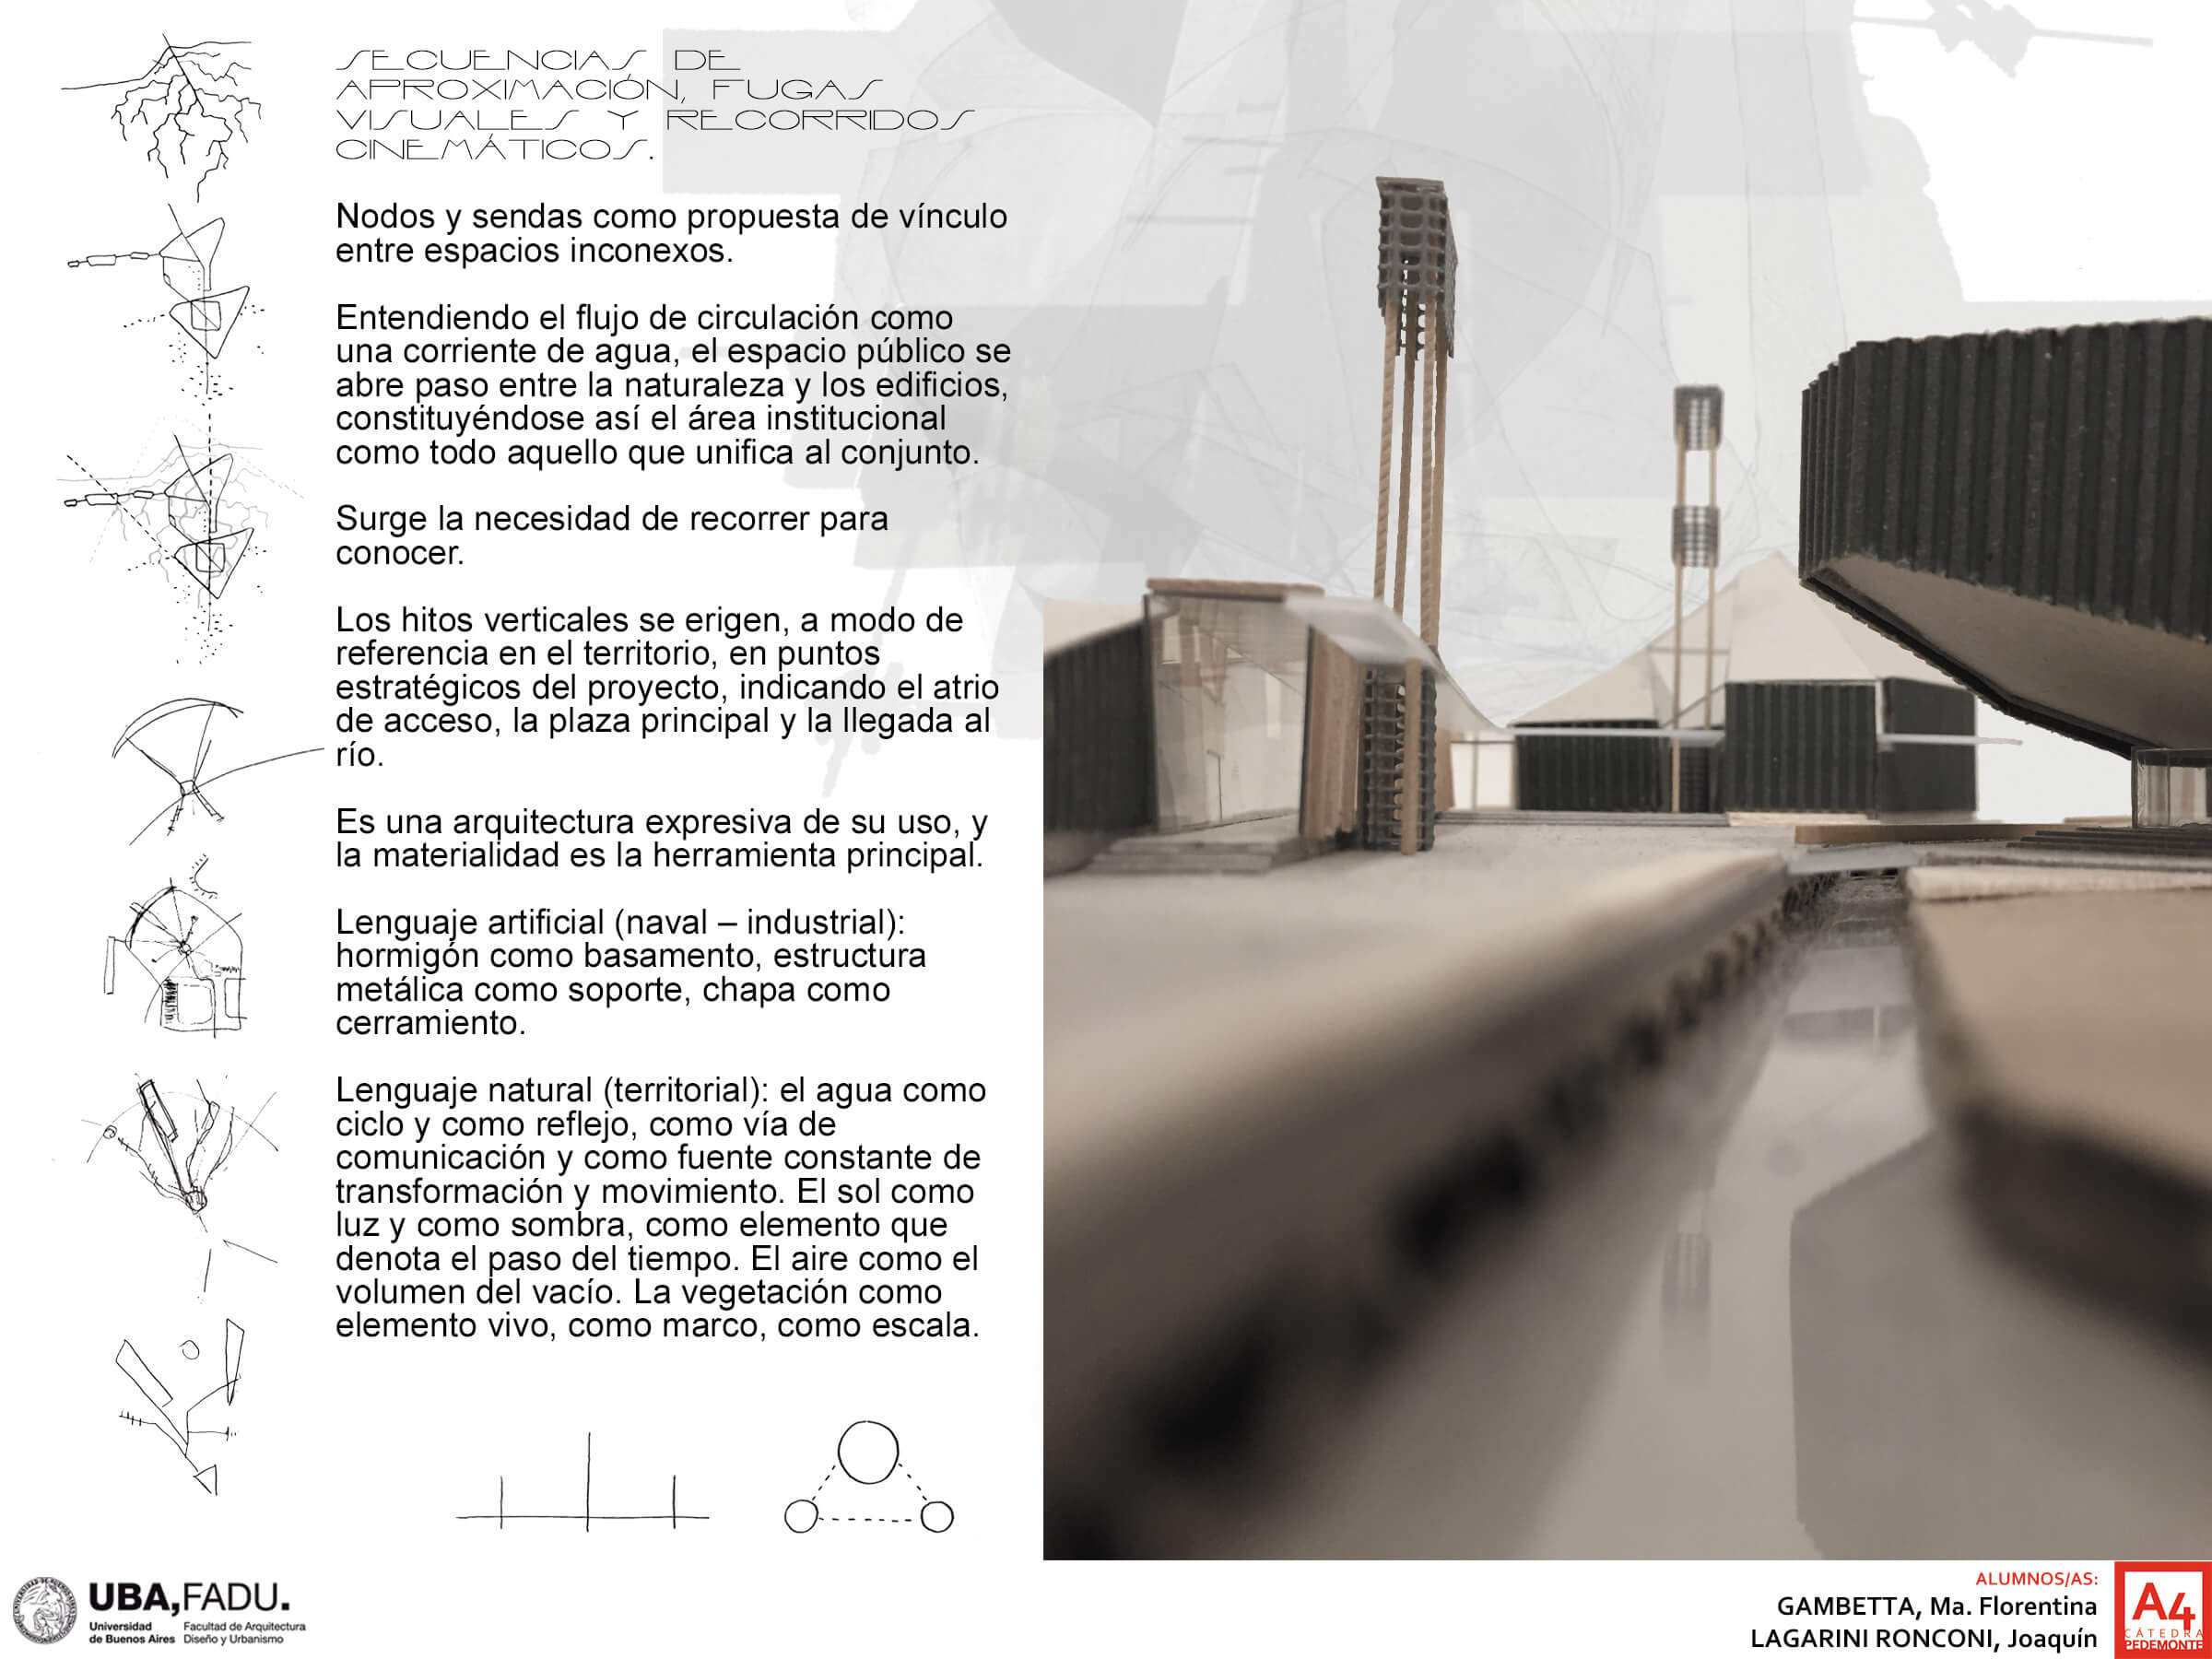 SECUENCIAS DE
APROXIMACIÓN, FUGAS
VISUALES Y RECORRIDOS
CINEMÁTICOS.
Nodos y sendas como propuesta de vínculo
entre espacios inconexos.
Entendiendo el flujo de circulación como
una corriente de agua, el espacio público se
abre paso entre la naturaleza y los edificios,
constituyéndose así el área institucional
como todo aquello que unifica al conjunto.
Surge la necesidad de recorrer para
conocer.
Los hitos verticales se erigen, a modo de
referencia en el territorio, en puntos
estratégicos del proyecto, indicando el atrio
de acceso, la plaza principal y la llegada al
río.
Es una arquitectura expresiva de su uso, y
la materialidad es la herramienta principal.
Lenguaje artificial (naval – industrial):
hormigón como basamento, estructura
metálica como soporte, chapa como
cerramiento.
Lenguaje natural (territorial): el agua como
ciclo y como reflejo, como vía de
comunicación y como fuente constante de
transformación y movimiento. El sol como
luz y como sombra, como elemento que
denota el paso del tiempo. El aire como el
volumen del vacío. La vegetación como
elemento vivo, como marco, como escala.
UBA,FADU.
Universidad Facultad de Arquitectura
de Buenos Aires Diseño y Urbanismo
ALUMNOS/AS:
GAMBETTA, Ma. Florentina
LAGARINI RONCONI, Joaquín
A4
CÁTEDRA
PEDEMONTE